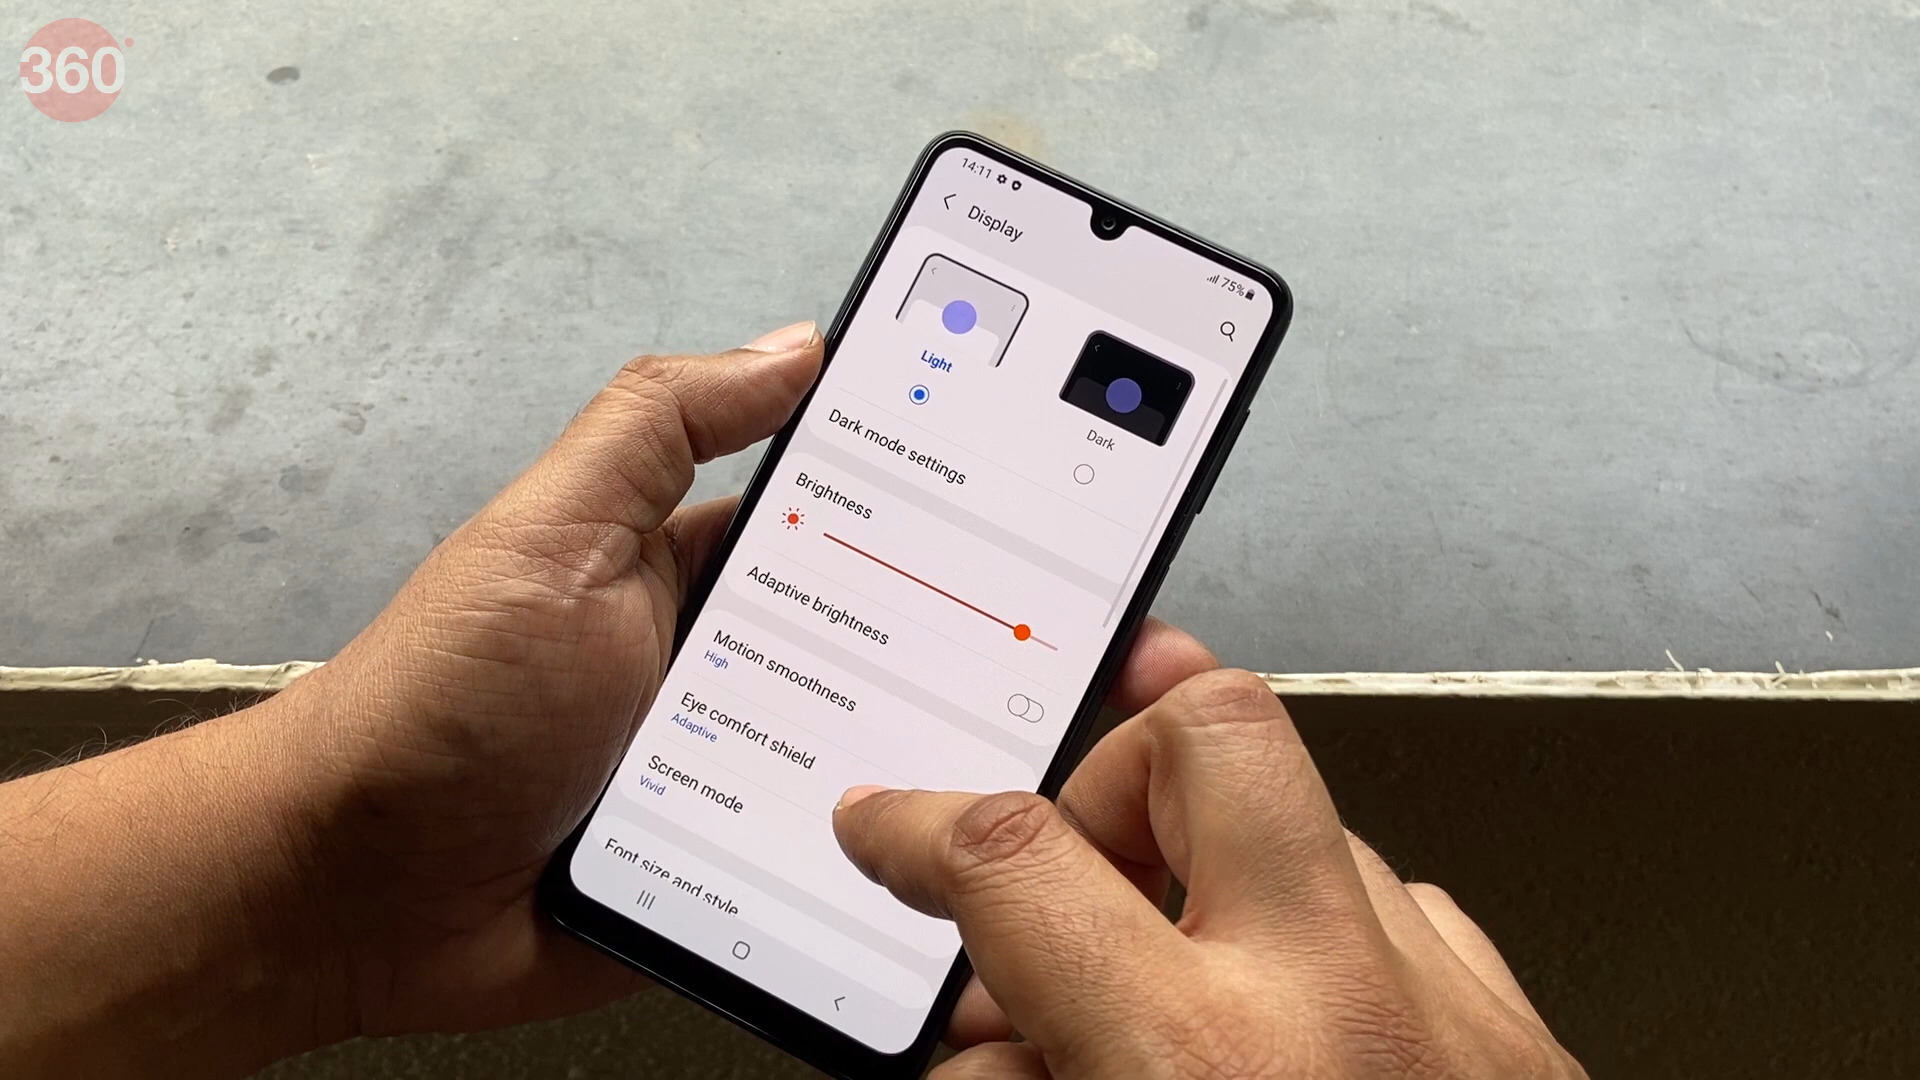 360
14:11
75%
Display
Light
Dark
Dark mode settings
Brightness
Adaptive brightness
Motion smoothness
High
Eye comfort shield
Adaptive
Screen mode
Vivid
Font size and style